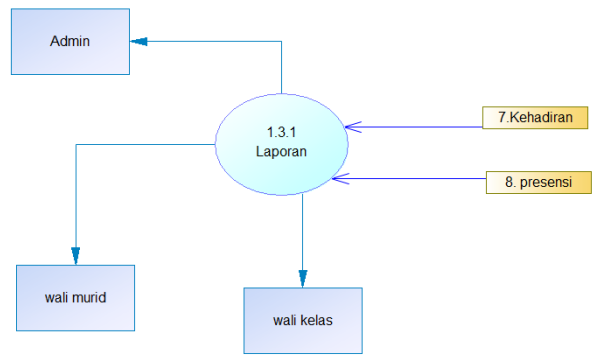 Admin
1.3.1
Laporan
7.Kehadiran
8. presensi
wali murid
wali kelas